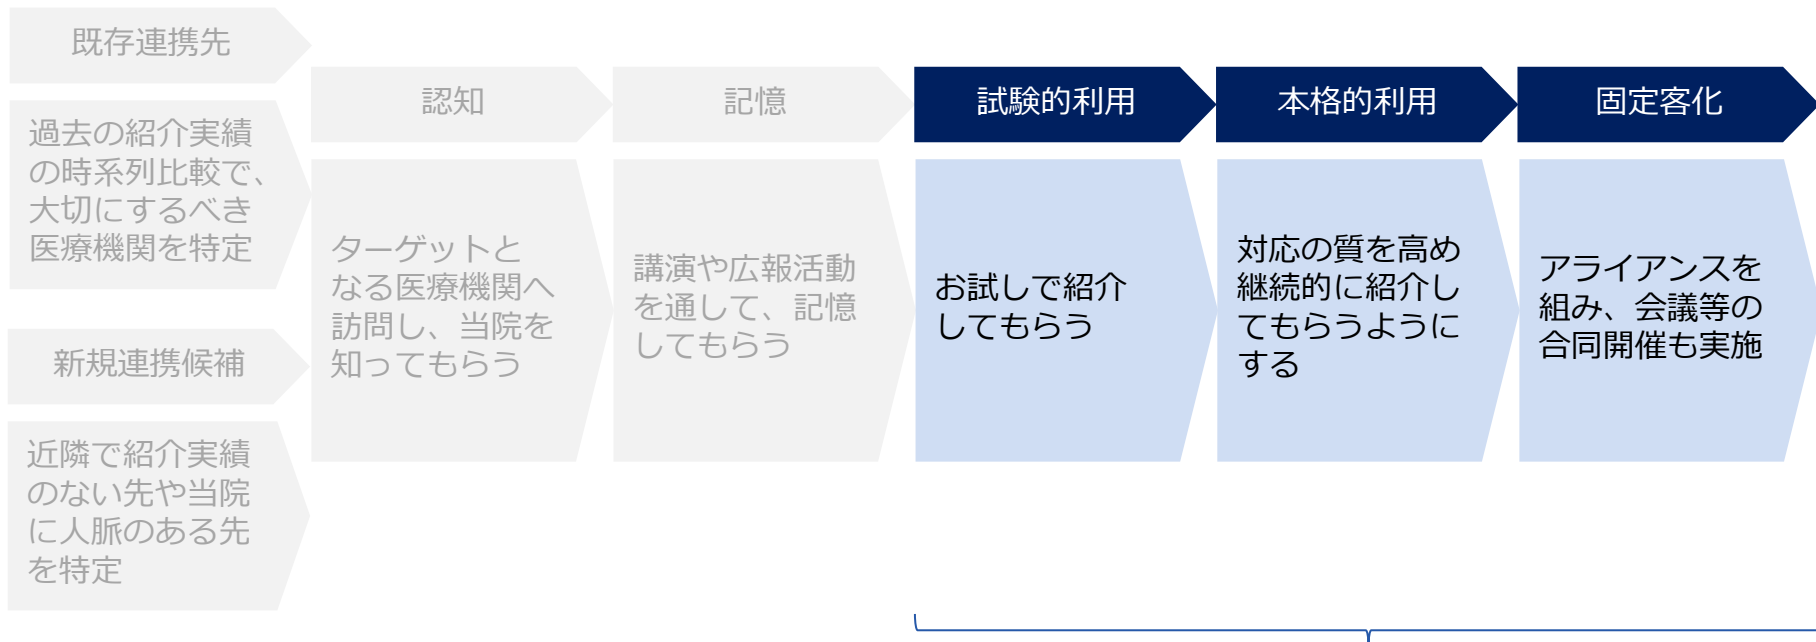 既存連携先
過去の紹介実績
の時系列比較で、
大切にするべき
医療機関を特定
新規連携候補
近隣で紹介実績
のない先や当院
に人脈のある先
を特定
認知
ターゲットと
なる医療機関へ
訪問し、当院を
知ってもらう
記憶
講演や広報活動
を通して、記憶
してもらう
試験的利用
お試しで紹介
してもらう
本格的利用
対応の質を高め
継続的に紹介し
てもらうように
する
固定客化
アライアンスを
組み、会議等の
合同開催も実施